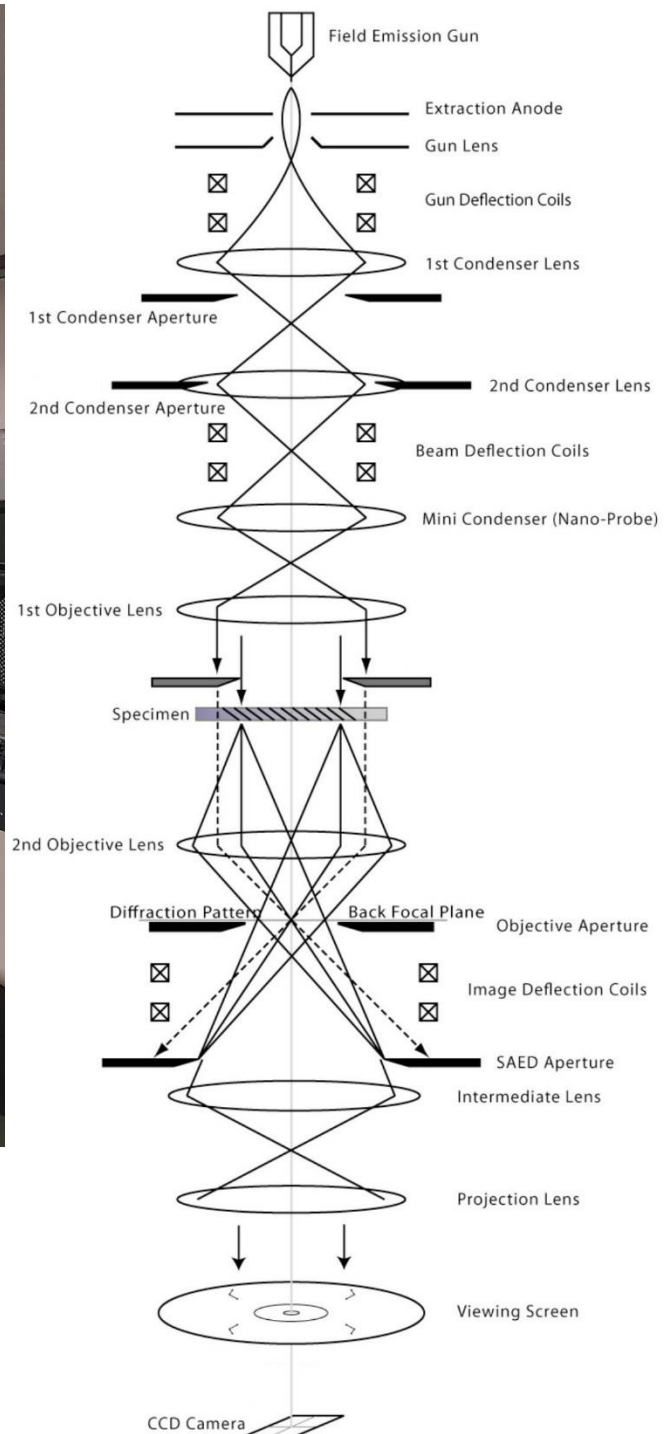 Field Emission Gun
Extraction Anode
Gun Lens
Gun Deflection Coils
1st Condenser Lens
1st Condenser Aperture
2nd Condenser Lens
2nd Condenser Aperture
Beam Deflection Coils
Mini Condenser (Nano-Probe)
1st Objective Lens
Specimen
2nd Objective Lens
Diffraction Pattern
Back Focal Plane
Objective Aperture
Image Deflection Coils
SAED Aperture
Intermediate Lens
Projection Lens
Viewing Screen
CCD Camera